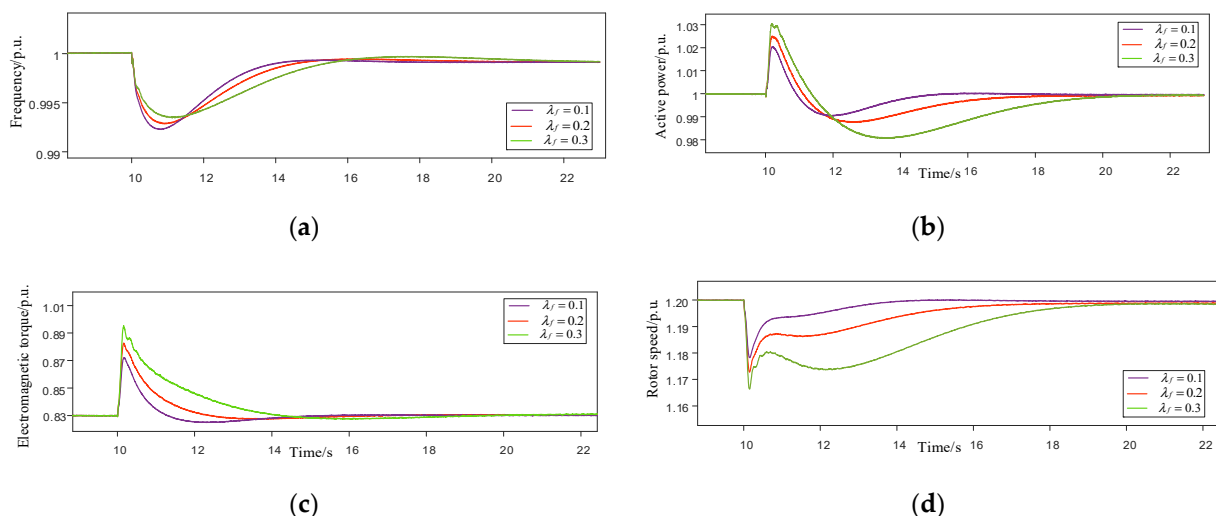 Frequency/p.u.
1
0.995
0.99
λf = 0.1
λf = 0.2
λf = 0.3
10 12 14 16 18 20 22
(a)
Active power/p.u.
1.03
1.02
1
0.99
0.98
λf = 0.1
λf = 0.2
λf = 0.3
10 12 14 Time/s 16 18 20 22
(b)
Electromagnetic torque/p.u.
1.01
0.89
0.87
0.85
0.83
λf = 0.1
λf = 0.2
λf = 0.3
10 12 14 Time/s 16 18 20 22
(c)
Rotor speed/p.u.
1.20
1.19
1.18
1.17
1.16
λf = 0.1
λf = 0.2
λf = 0.3
10 12 14 Time/s 16 18 20 22
(d)